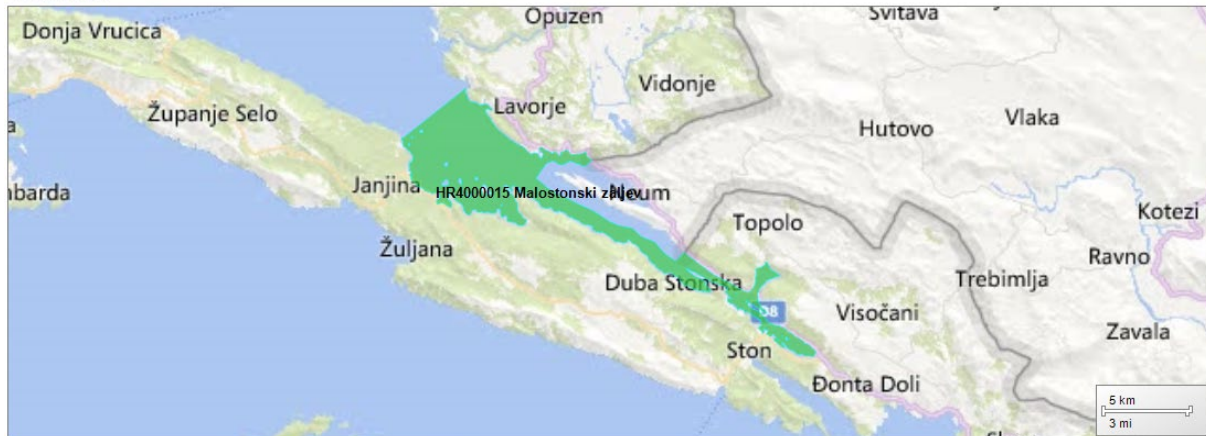 Opuzen
Svitava
Donja Vrucica
Vidonje
Lavorje
Vlaka
Županje Selo
Hutovo
Janjina
HR4000015 Malostonski zaljev
Neum
Kotezi
Topolo
Žuljana
Ravno
Trebimlja
Duba Stonska
D8
Visočani
Zavala
Ston
Đonta Doli
5 km
3 mi